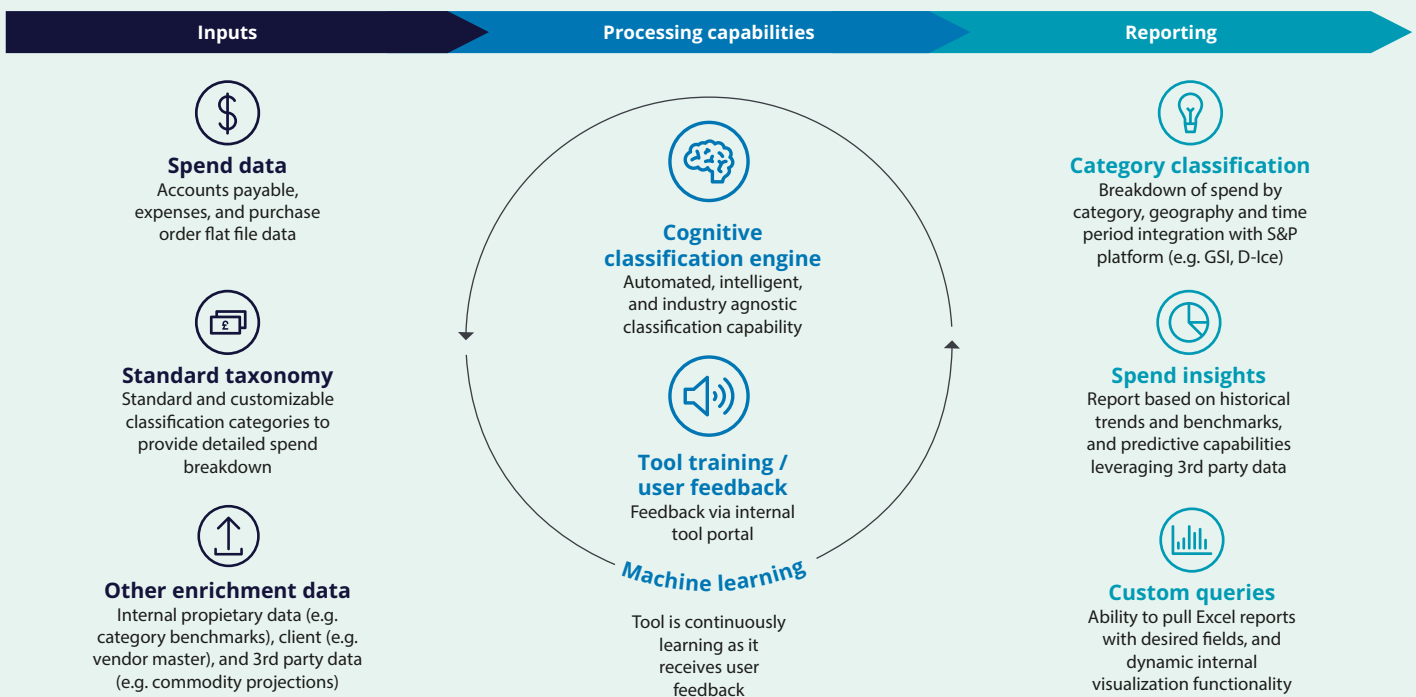 Inputs
Processing capabilities
Reporting
$
Spend data
Accounts payable,
expenses, and purchase
order flat file data
£
Standard taxonomy
Standard and customizable
classification categories to
provide detailed spend
breakdown
Other enrichment data
Internal propietary data (e.g.
category benchmarks), client (e.g.
vendor master), and 3rd party data
(e.g. commodity projections)
Cognitive
classification engine
Automated, intelligent,
and industry agnostic
classification capability
Tool training /
user feedback
Feedback via internal
tool portal
Machine learning
Tool is continuously
learning as it
receives user
feedback
Category classification
Breakdown of spend by
category, geography and time
period integration with S&P
platform (e.g. GSI, D-Ice)
Spend insights
Report based on historical
trends and benchmarks,
and predictive capabilities
leveraging 3rd party data
Custom queries
Ability to pull Excel reports
with desired fields, and
dynamic internal
visualization functionality